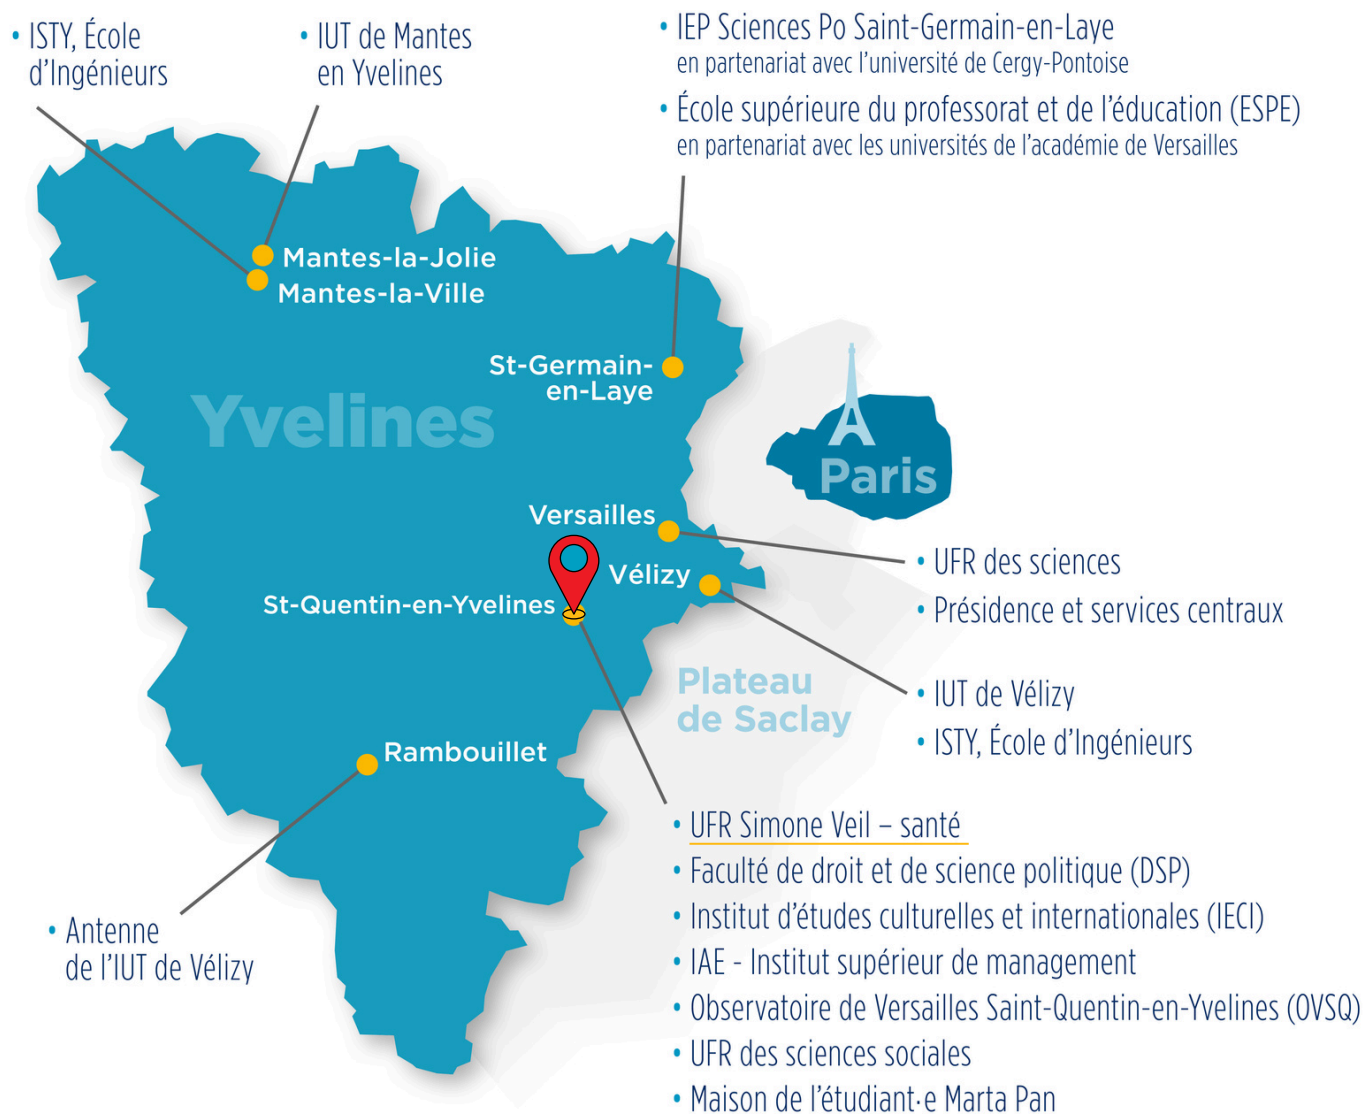 • ISTY, École
d’Ingénieurs
• IUT de Mantes
en Yvelines
• IEP Sciences Po Saint-Germain-en-Laye
en partenariat avec l’université de Cergy-Pontoise
• École supérieure du professorat et de l’éducation (ESPE)
en partenariat avec les universités de l’académie de Versailles
Mantes-la-Jolie
Mantes-la-Ville
St-Germain-
en-Laye
Yvelines
Paris
Versailles
Vélizy
St-Quentin-en-Yvelines
• UFR des sciences
• Présidence et services centraux
Plateau
de Saclay
• IUT de Vélizy
• ISTY, École d’Ingénieurs
Rambouillet
• Antenne
de l’IUT de Vélizy
• UFR Simone Veil – santé
• Faculté de droit et de science politique (DSP)
• Institut d’études culturelles et internationales (IECI)
• IAE - Institut supérieur de management
• Observatoire de Versailles Saint-Quentin-en-Yvelines (OVSQ)
• UFR des sciences sociales
• Maison de l’étudiant·e Marta Pan